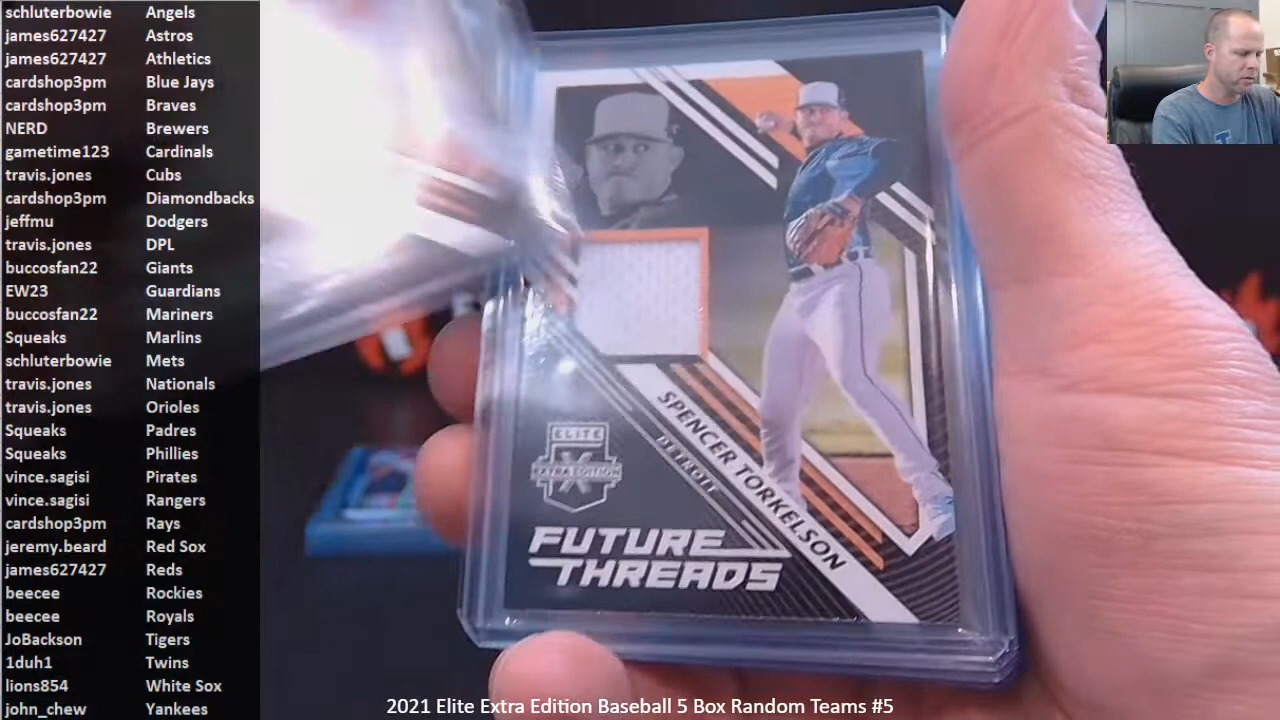 schluterbowie Angels
james627427 Astros
james627427 Athletics
cardshop3pm Blue Jays
cardshop3pm Braves
NERD Brewers
gametime123 Cardinals
travis.jones Cubs
cardshop3pm Diamondbacks
jeffmu Dodgers
travis.jones DPL
buccosfan22 Giants
EW23 Guardians
buccosfan22 Mariners
Squeaks Marlins
schluterbowie Mets
travis.jones Nationals
travis.jones Orioles
Squeaks Padres
Squeaks Phillies
vince.sagisi Pirates
vince.sagisi Rangers
cardshop3pm Rays
jeremy.beard Red Sox
james627427 Reds
beecee Rockies
beecee Royals
JoBackson Tigers
1duh1 Twins
lions854 White Sox
john_chew Yankees
SPENCER TORKELSON
DETROIT
ELITE
EXTRA EDITION
X
FUTURE
THREADS
2021 Elite Extra Edition Baseball 5 Box Random Teams #5